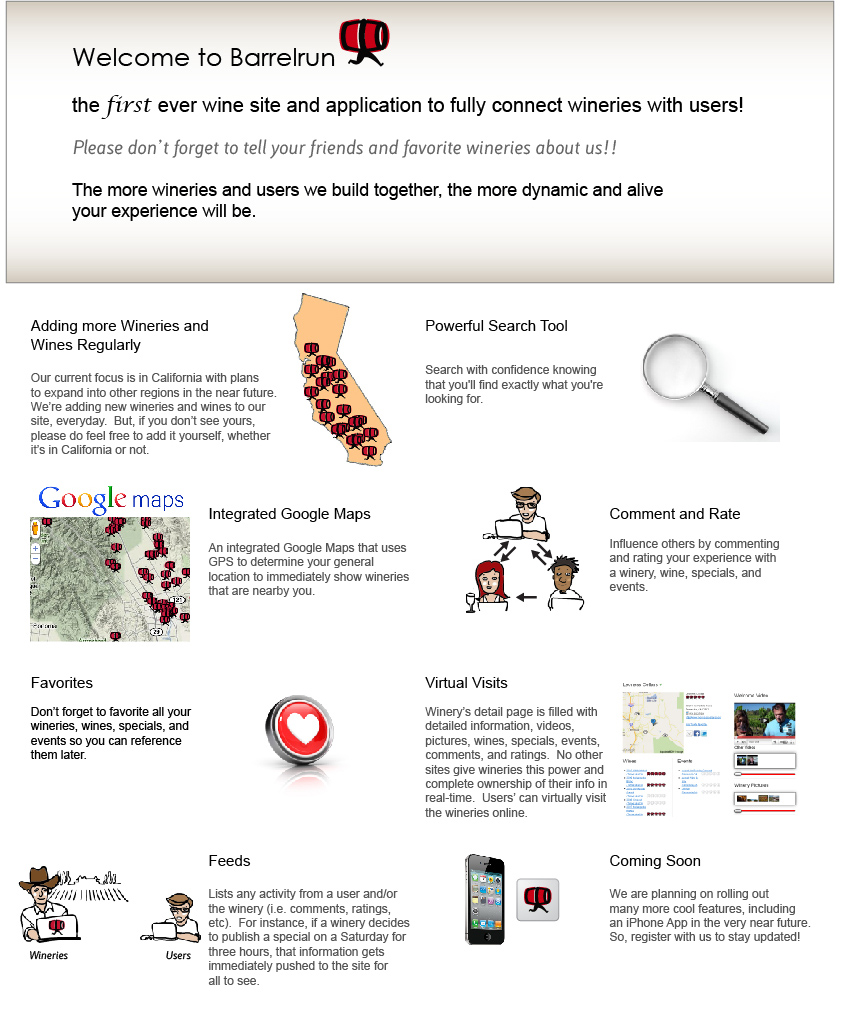 Welcome to Barrelrun
the first ever wine site and application to fully connect wineries with users!
Please don't forget to tell your friends and favorite wineries about us!!
The more wineries and users we build together, the more dynamic and alive
your experience will be.
Adding more Wineries and
Wines Regularly
Our current focus is in California with plans
to expand into other regions in the near future.
We're adding new wineries and wines to our
site, everyday. But, if you don't see yours,
please do feel free to add it yourself, whether
it's in California or not.
Powerful Search Tool
Search with confidence knowing
that you'll find exactly what you're
looking for.
Google maps
121
29
Integrated Google Maps
An integrated Google Maps that uses
GPS to determine your general
location to immediately show wineries
that are nearby you.
Comment and Rate
Influence others by commenting
and rating your experience with
a winery, wine, specials, and
events.
Favorites
Don't forget to favorite all your
wineries, wines, specials, and
events so you can reference
them later.
Virtual Visits
Winery's detail page is filled with
detailed information, videos,
pictures, wines, specials, events,
comments, and ratings. No other
sites give wineries this power and
complete ownership of their info in
real-time. Users' can virtually visit
the wineries online.
Welcome Video
Other Videos
Wines
Events
Winery Pictures
Wineries
Users
Feeds
Lists any activity from a user and/or
the winery (i.e. comments, ratings,
etc). For instance, if a winery decides
to publish a special on a Saturday for
three hours, that information gets
immediately pushed to the site for
all to see.
Coming Soon
We are planning on rolling out
many more cool features, including
an iPhone App in the very near future.
So, register with us to stay updated!